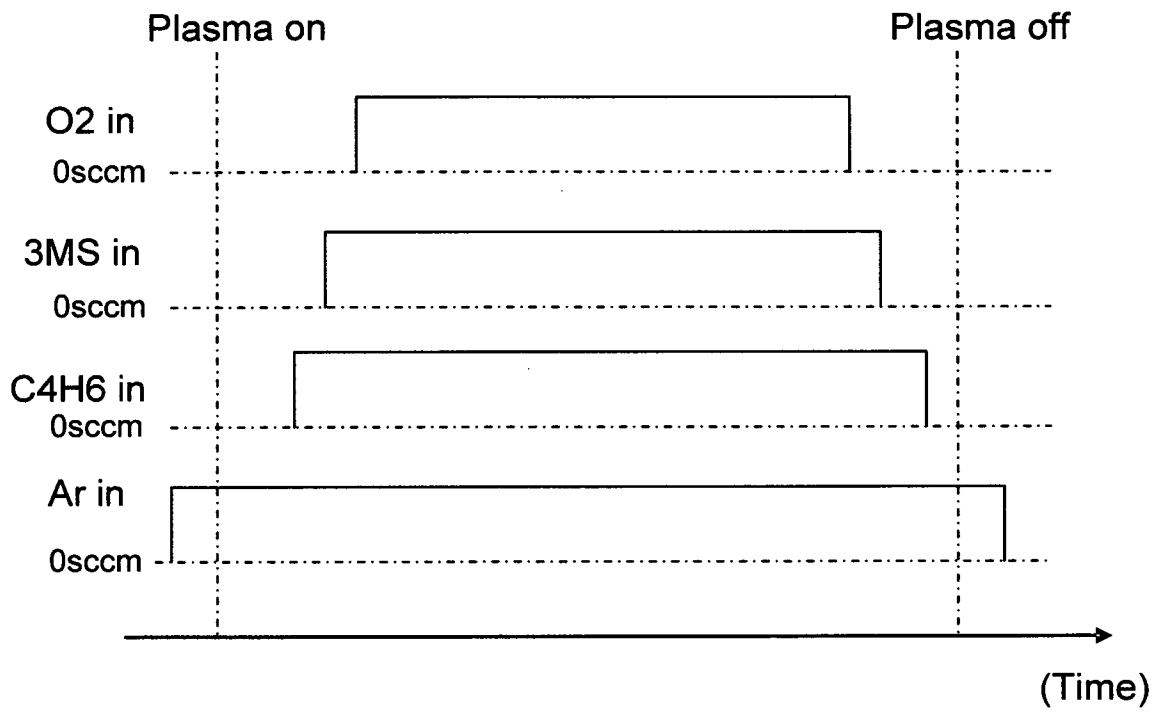 Plasma on
Plasma off
O2 in
0sccm
3MS in
0sccm
C4H6 in
0sccm
Ar in
0sccm
(Time)